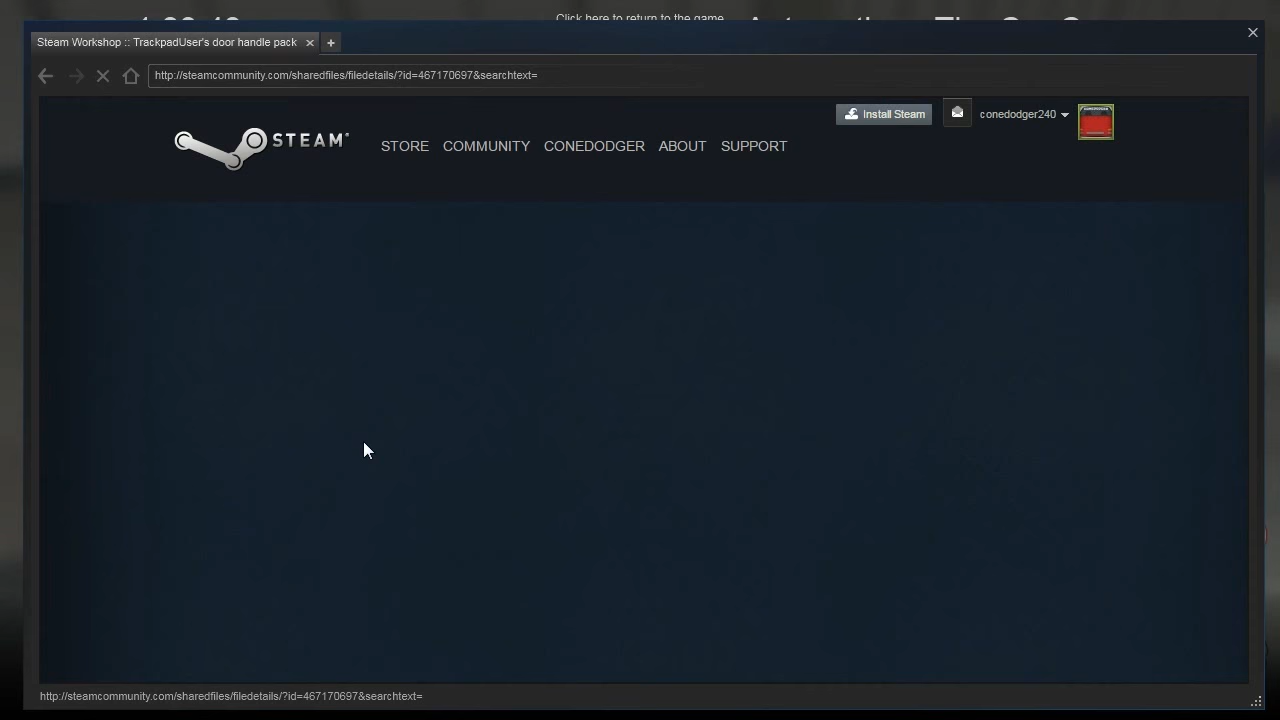 Click here to return to the game
Steam Workshop :: TrackpadUser's door handle pack
http://steamcommunity.com/sharedfiles/filedetails/?id=467170697&searchtext=
Install Steam
conedodger240
STEAM
STORE COMMUNITY CONEDODGER ABOUT SUPPORT
http://steamcommunity.com/sharedfiles/filedetails/?id=467170697&searchtext=